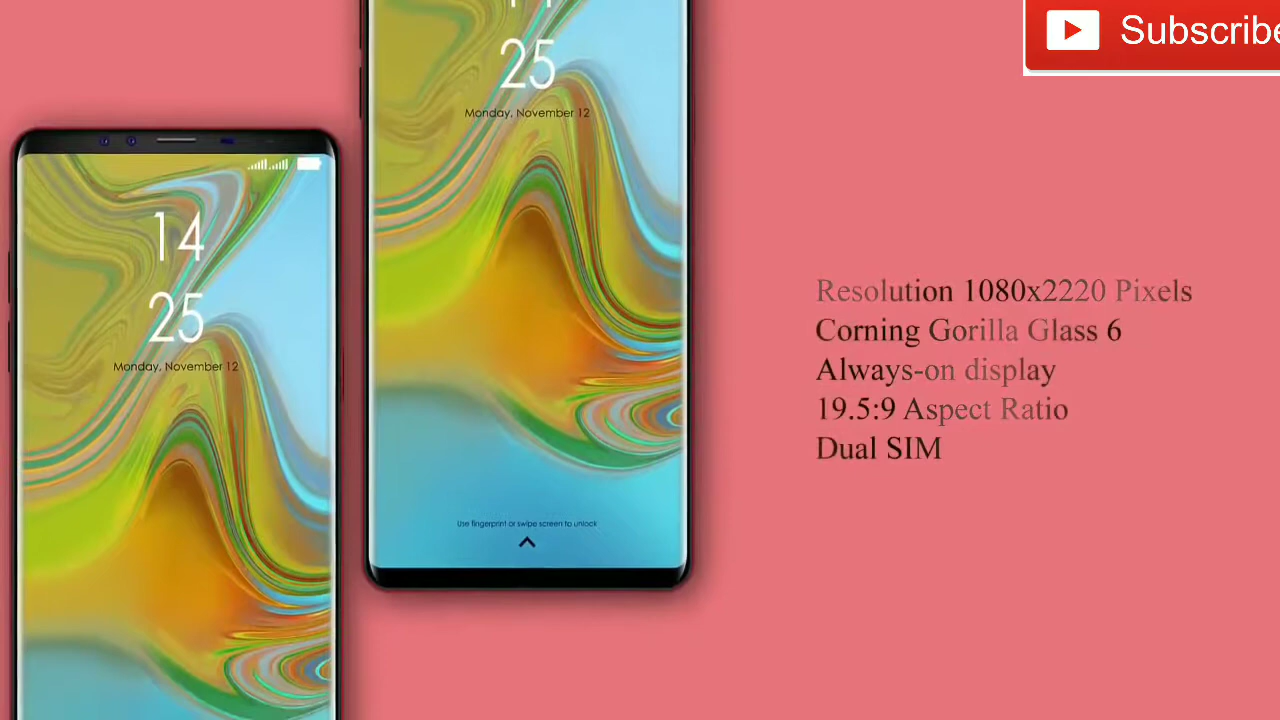 Subscribe
14
25
Monday, November 12
25
Monday, November 12
Use fingerprint or swipe screen to unlock
Resolution 1080x2220 Pixels
Corning Gorilla Glass 6
Always-on display
19.5:9 Aspect Ratio
Dual SIM